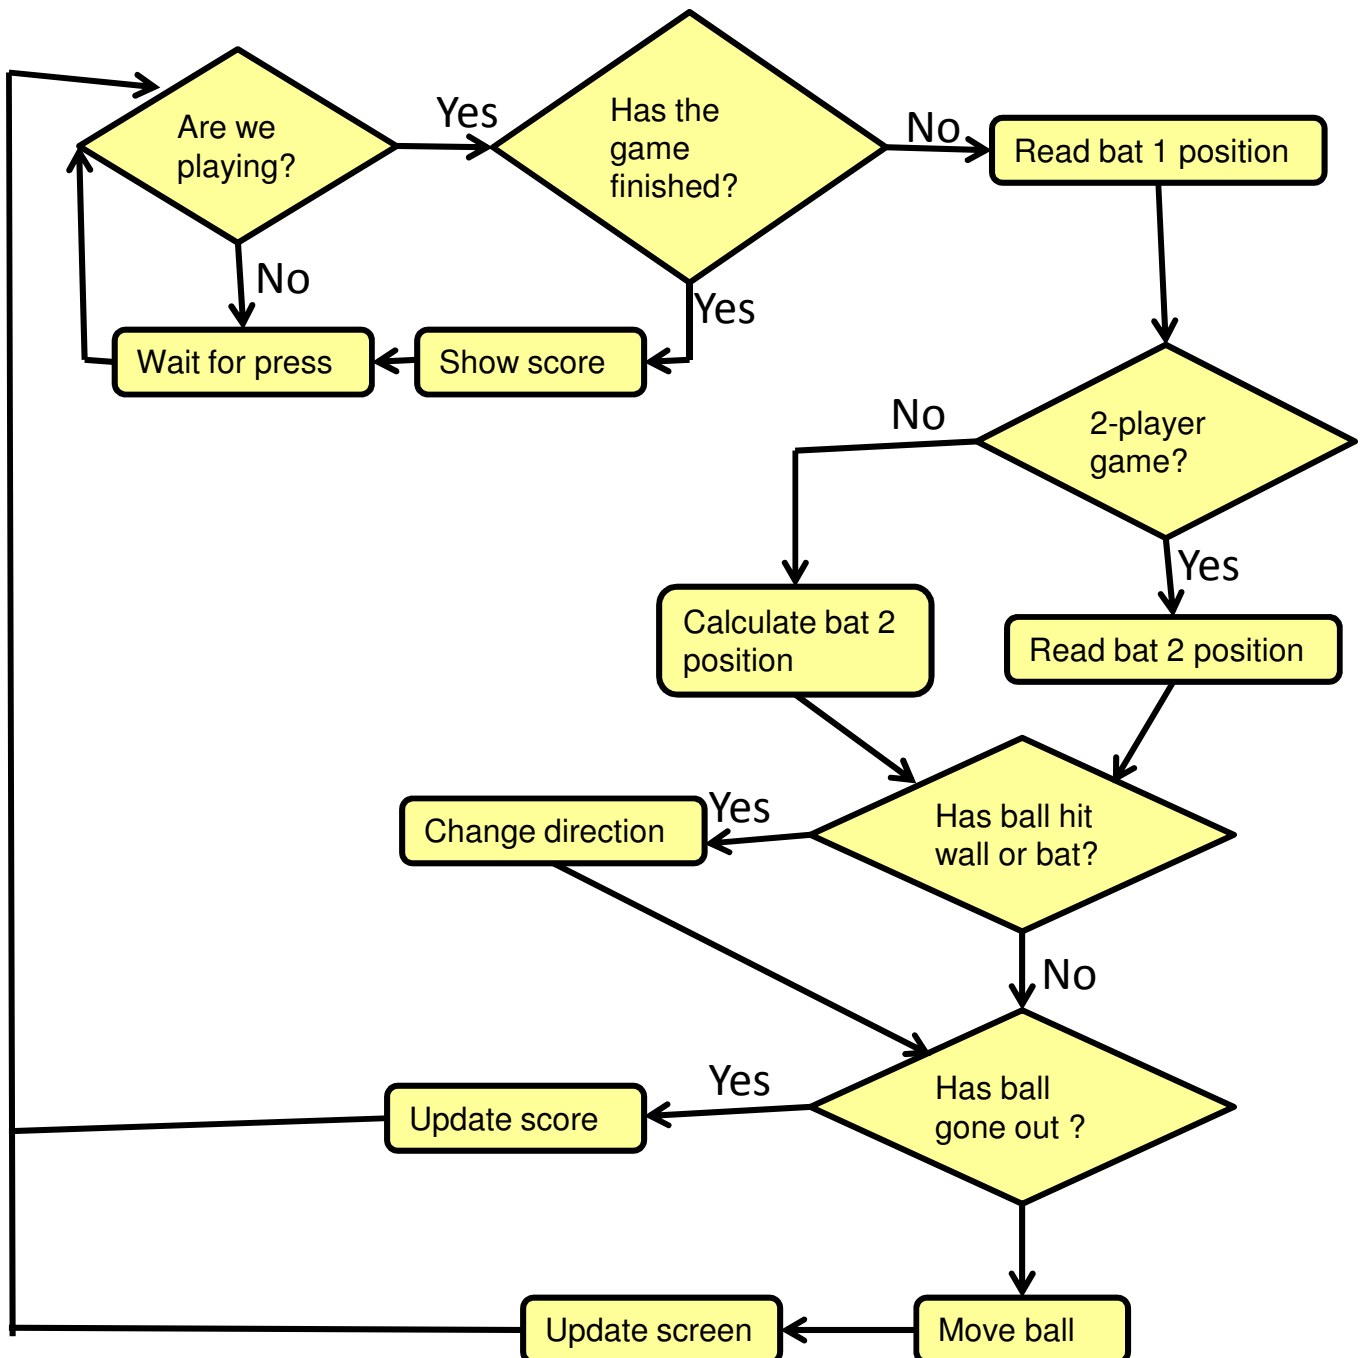 Are we
playing?
Yes
Has the
game
finished?
No
Read bat 1 position
No
Yes
Wait for press
Show score
No
2-player
game?
Yes
Calculate bat 2
position
Read bat 2 position
Change direction
Yes
Has ball hit
wall or bat?
No
Update score
Yes
Has ball
gone out ?
Update screen
Move ball